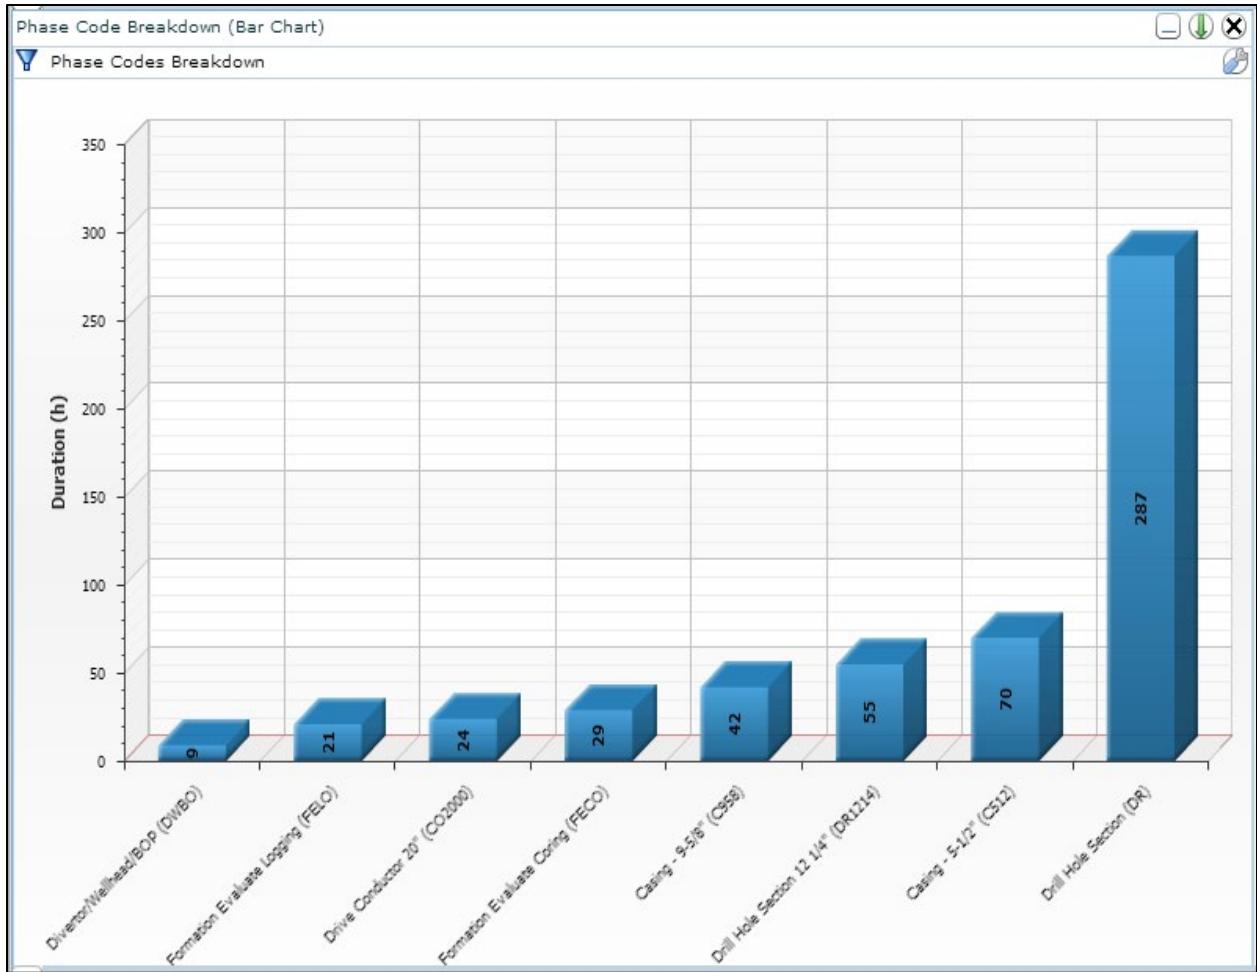 Phase Code Breakdown (Bar Chart)
Phase Codes Breakdown
350
300
250
200
150
100
50
0
Duration (h)
9
21
24
29
42
55
70
287
Divertor/Wellhead/BOP (DWBO)
Formation Evaluate Logging (FELO)
Drive Conductor 20" (CO2000)
Formation Evaluate Coring (FECO)
Casing - 9-5/8" (C958)
Drill Hole Section 12 1/4" (DR1214)
Casing - 5-1/2" (C512)
Drill Hole Section (DR)